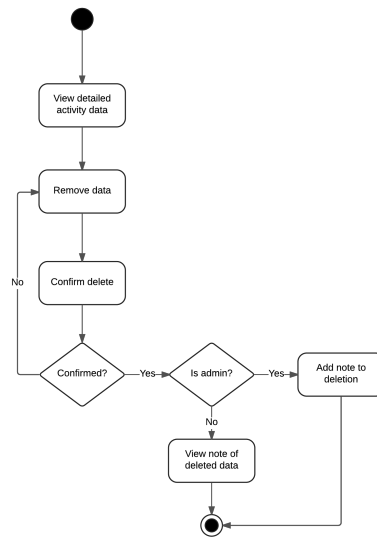 View detailed
activity data
Remove data
Confirm delete
No
Confirmed?
Yes
Is admin?
Yes
Add note to
deletion
No
View note of
deleted data